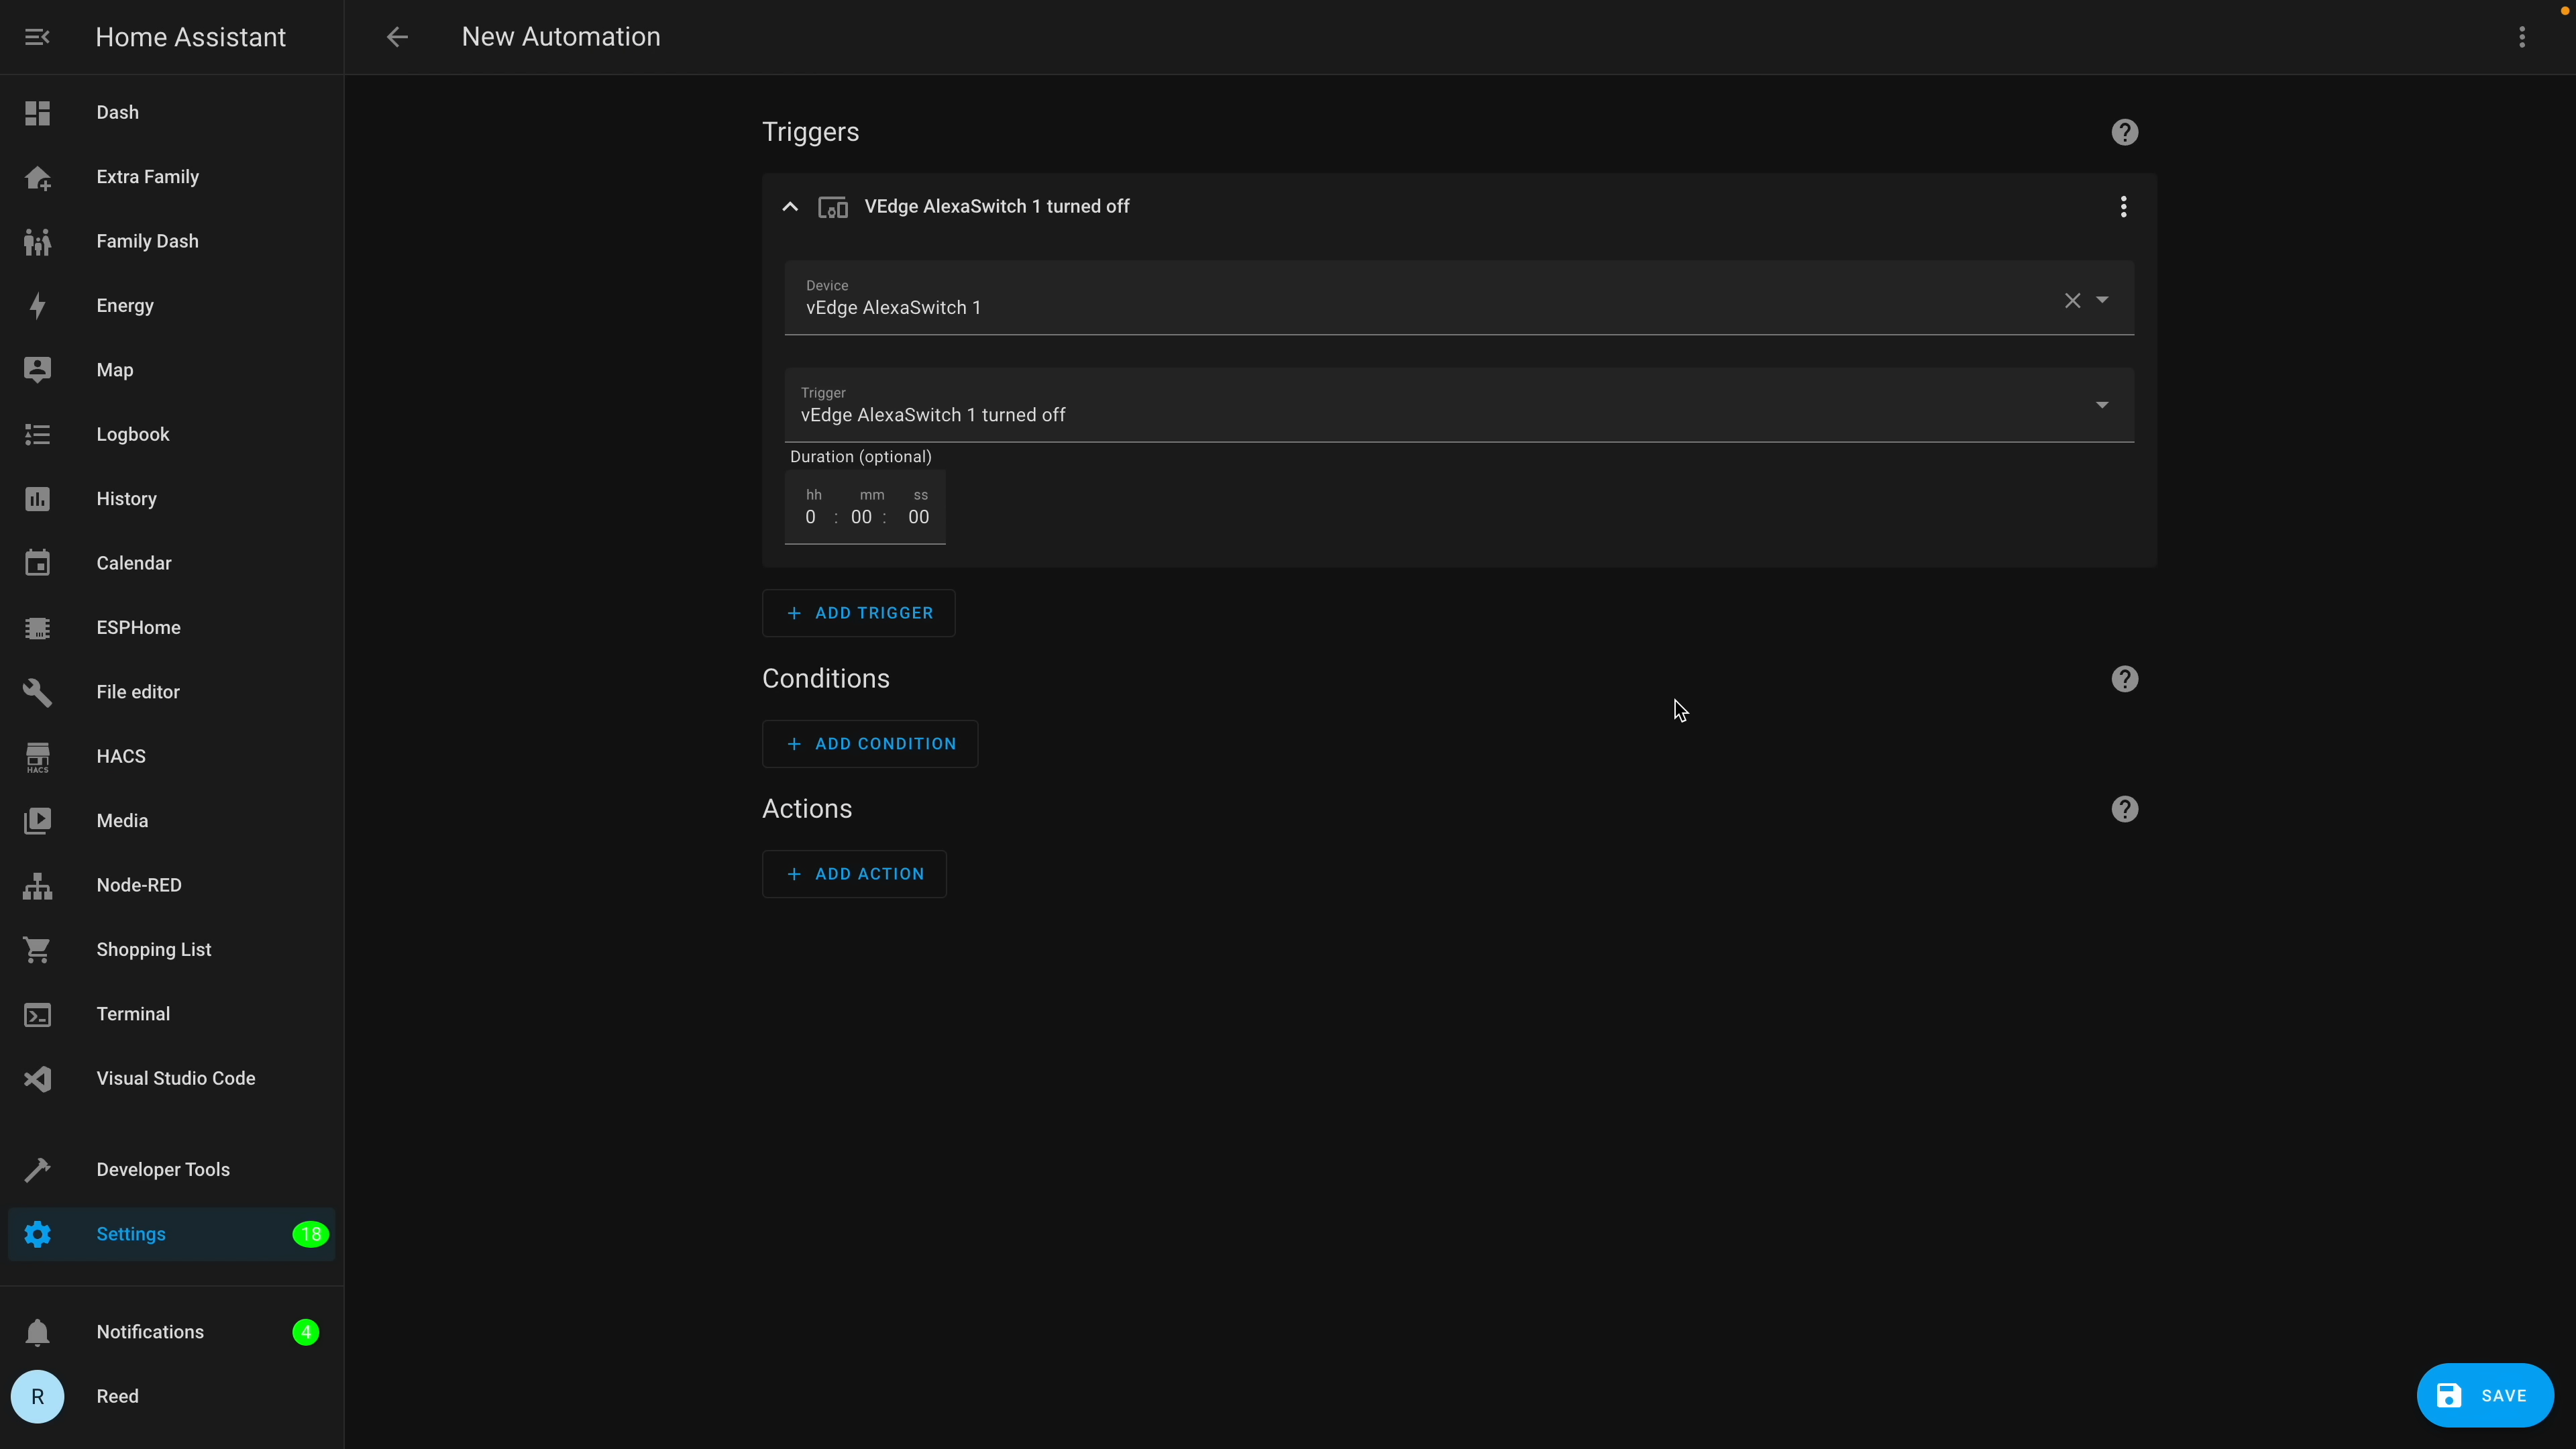 Home Assistant
New Automation
Dash
Extra Family
Family Dash
Energy
Map
Logbook
History
Calendar
ESPHome
File editor
HACS
HACS
Media
Node-RED
Shopping List
Terminal
Visual Studio Code
Developer Tools
Settings 18
Notifications 4
R Reed
Triggers
VEdge AlexaSwitch 1 turned off
Device
vEdge AlexaSwitch 1
Trigger
vEdge AlexaSwitch 1 turned off
Duration (optional)
hh mm ss
0 : 00 : 00
+ ADD TRIGGER
Conditions
+ ADD CONDITION
Actions
+ ADD ACTION
SAVE